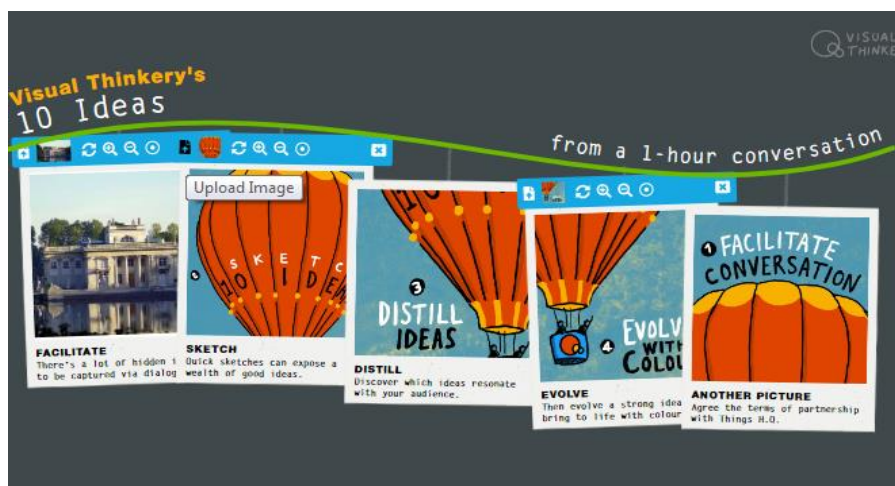 VISUAL
THINKE
Visual Thinkery's
10 Ideas
from a 1-hour conversation
Upload Image
SKETC
10 IDE
3
DISTILL
IDEAS
4
EVOLV
WITH
COLOU
1 FACILITATE
CONVERSATION
FACILITATE
There's a lot of hidden i
to be captured via dialog
SKETCH
Quick sketches can expose a
wealth of good ideas.
DISTILL
Discover which ideas resonate
with your audience.
EVOLVE
Then evolve a strong idea
bring to life with colour
ANOTHER PICTURE
Agree the terms of partnership
with Things H.Q.